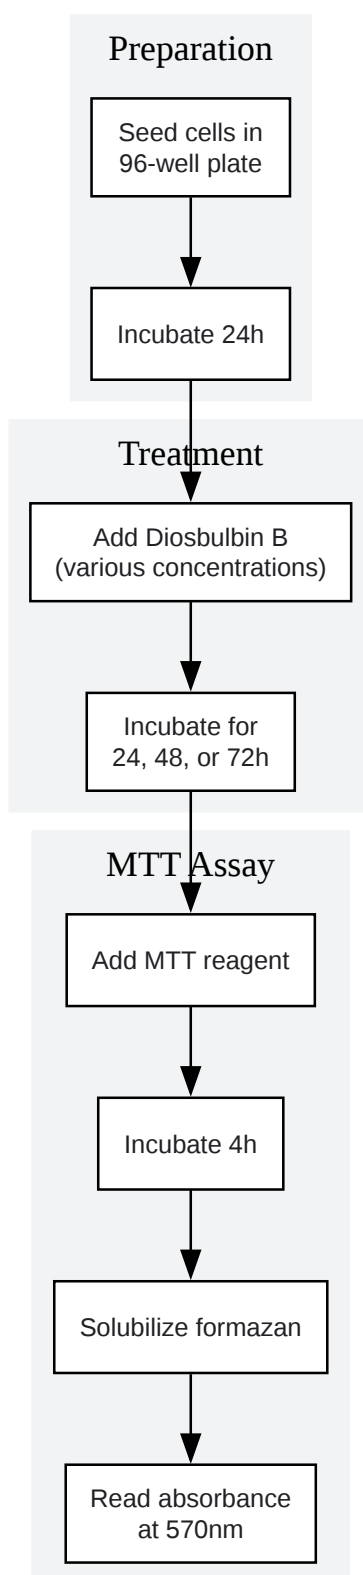 Preparation
Seed cells in
96-well plate
Incubate 24h
Treatment
Add Diosbulbin B
(various concentrations)
Incubate for
24, 48, or 72h
MTT Assay
Add MTT reagent
Incubate 4h
Solubilize formazan
Read absorbance
at 570nm